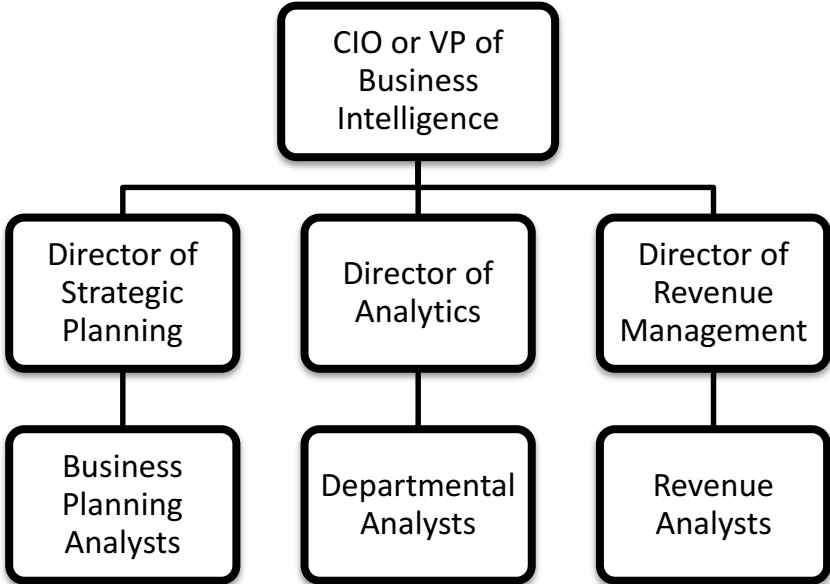 CIO or VP of
Business
Intelligence
Director of
Strategic
Planning
Director of
Analytics
Director of
Revenue
Management
Business
Planning
Analysts
Departmental
Analysts
Revenue
Analysts